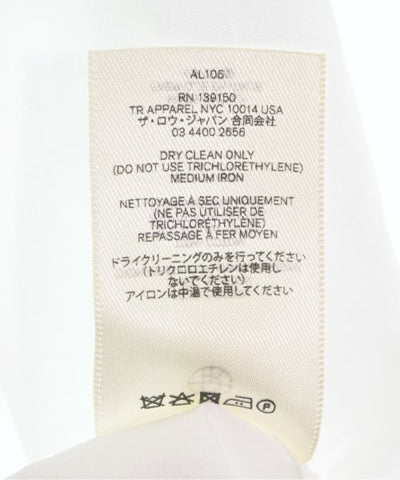 AL106
RN 139150
TR APPAREL NYC 10014 USA
ザ・ロウ・ジャパン 合同会社
03 4400 2656
DRY CLEAN ONLY
(DO NOT USE TRICHLORETHYLENE)
MEDIUM IRON
NETTOYAGE À SEC UNIQUEMENT
(NE PAS UTILISER DE
TRICHLORÉTHYLÈNE)
REPASSAGE À FER MOYEN
ドライクリーニングのみを行ってください
(トリクロロエチレンは使用し
ないでください)
アイロンは中温で使用してください
P